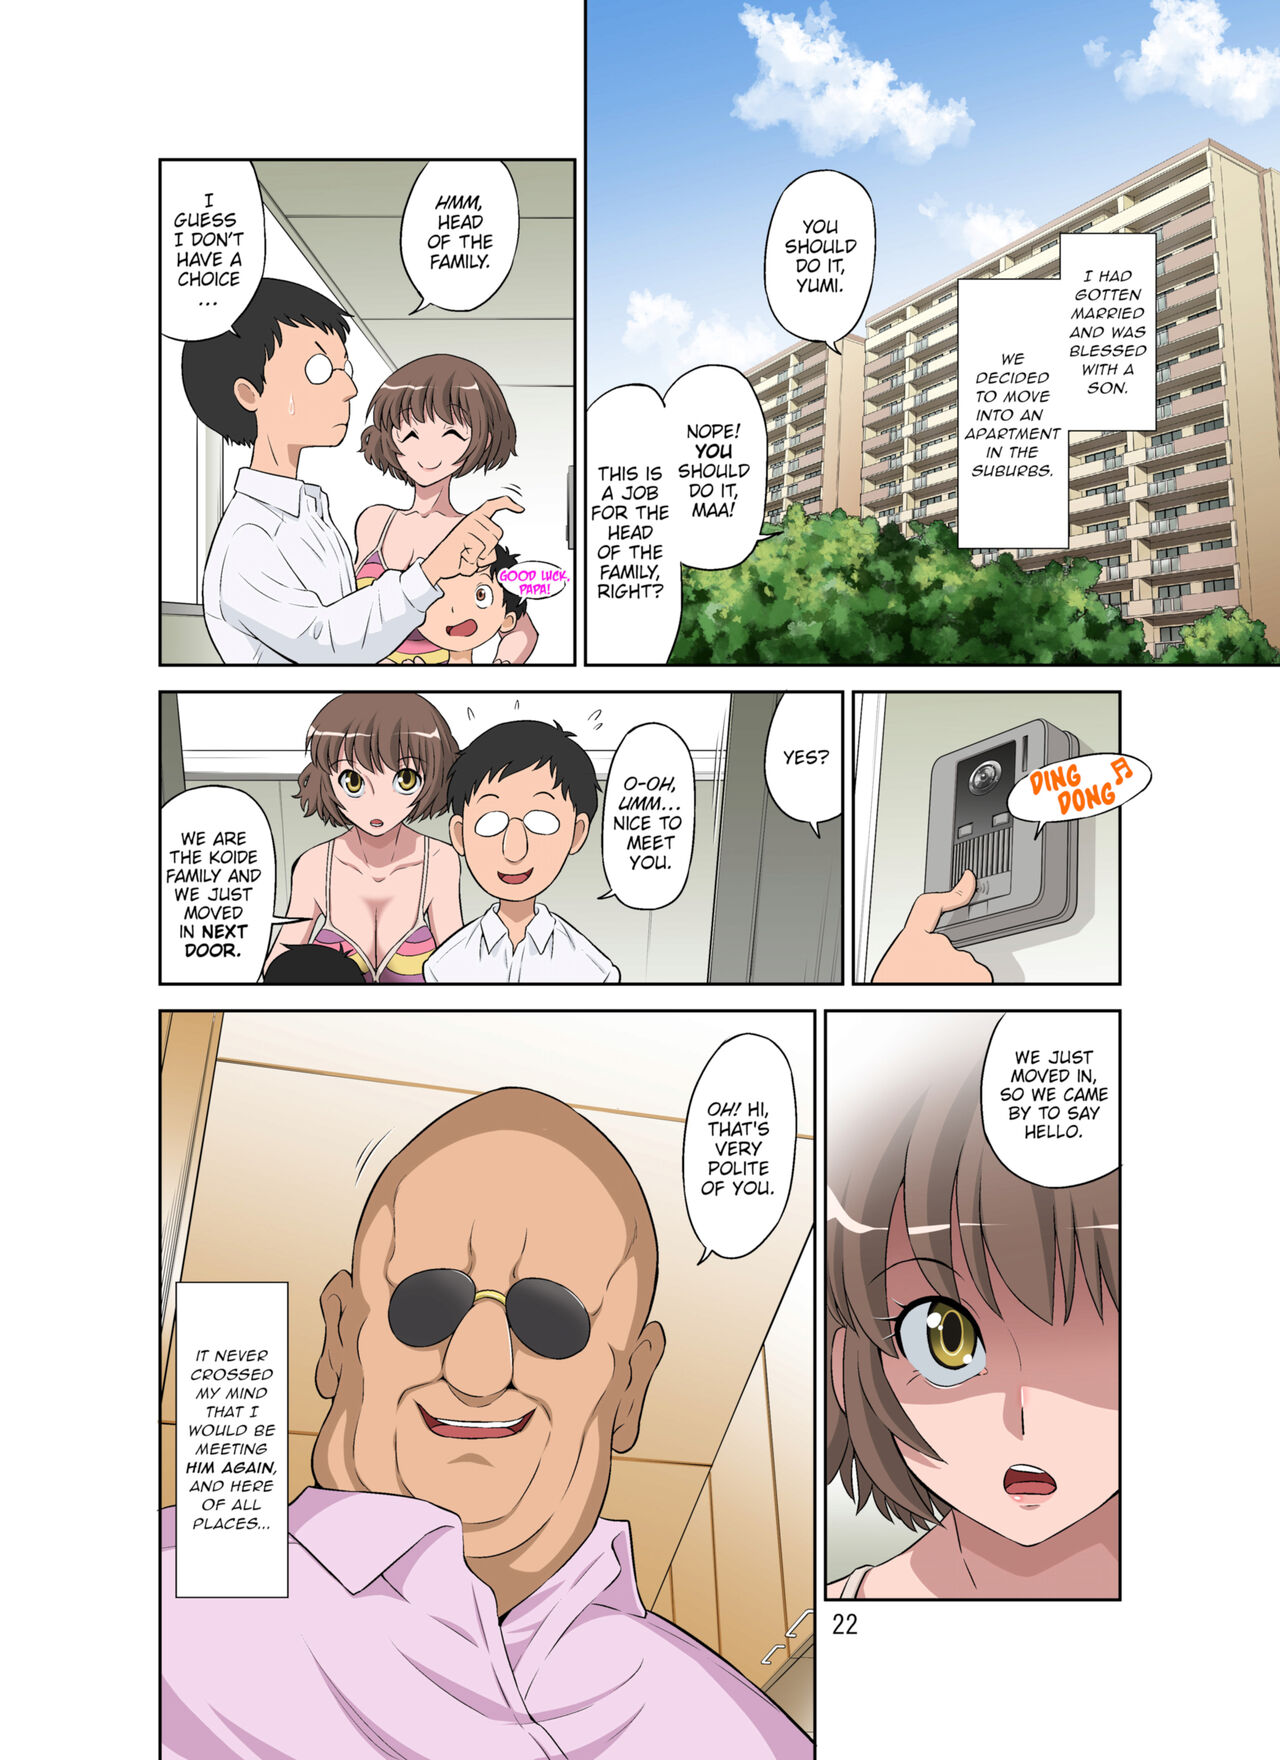 I HAD
GOTTEN
MARRIED
AND WAS
BLESSED
WITH A
SON.
WE
DECIDED
TO MOVE
INTO AN
APARTMENT
IN THE
SUBURBS.
YOU
SHOULD
DO IT,
YUMI.
NOPE!
YOU
SHOULD
DO IT,
MAA!
THIS IS
A JOB
FOR THE
HEAD
OF THE
FAMILY,
RIGHT?
HMM,
HEAD
OF THE
FAMILY.
I
GUESS
I DON'T
HAVE A
CHOICE
...
GOOD LUCK,
PAPA!
DING
DONG♬
YES?
O-OH,
UMM...
NICE TO
MEET
YOU.
WE ARE
THE KOIDE
FAMILY AND
WE JUST
MOVED
IN NEXT
DOOR.
WE JUST
MOVED IN,
SO WE CAME
BY TO SAY
HELLO.
OH! HI,
THAT'S
VERY
POLITE
OF YOU.
IT NEVER
CROSSED
MY MIND
THAT I
WOULD BE
MEETING
HIM AGAIN,
AND HERE
OF ALL
PLACES...
22